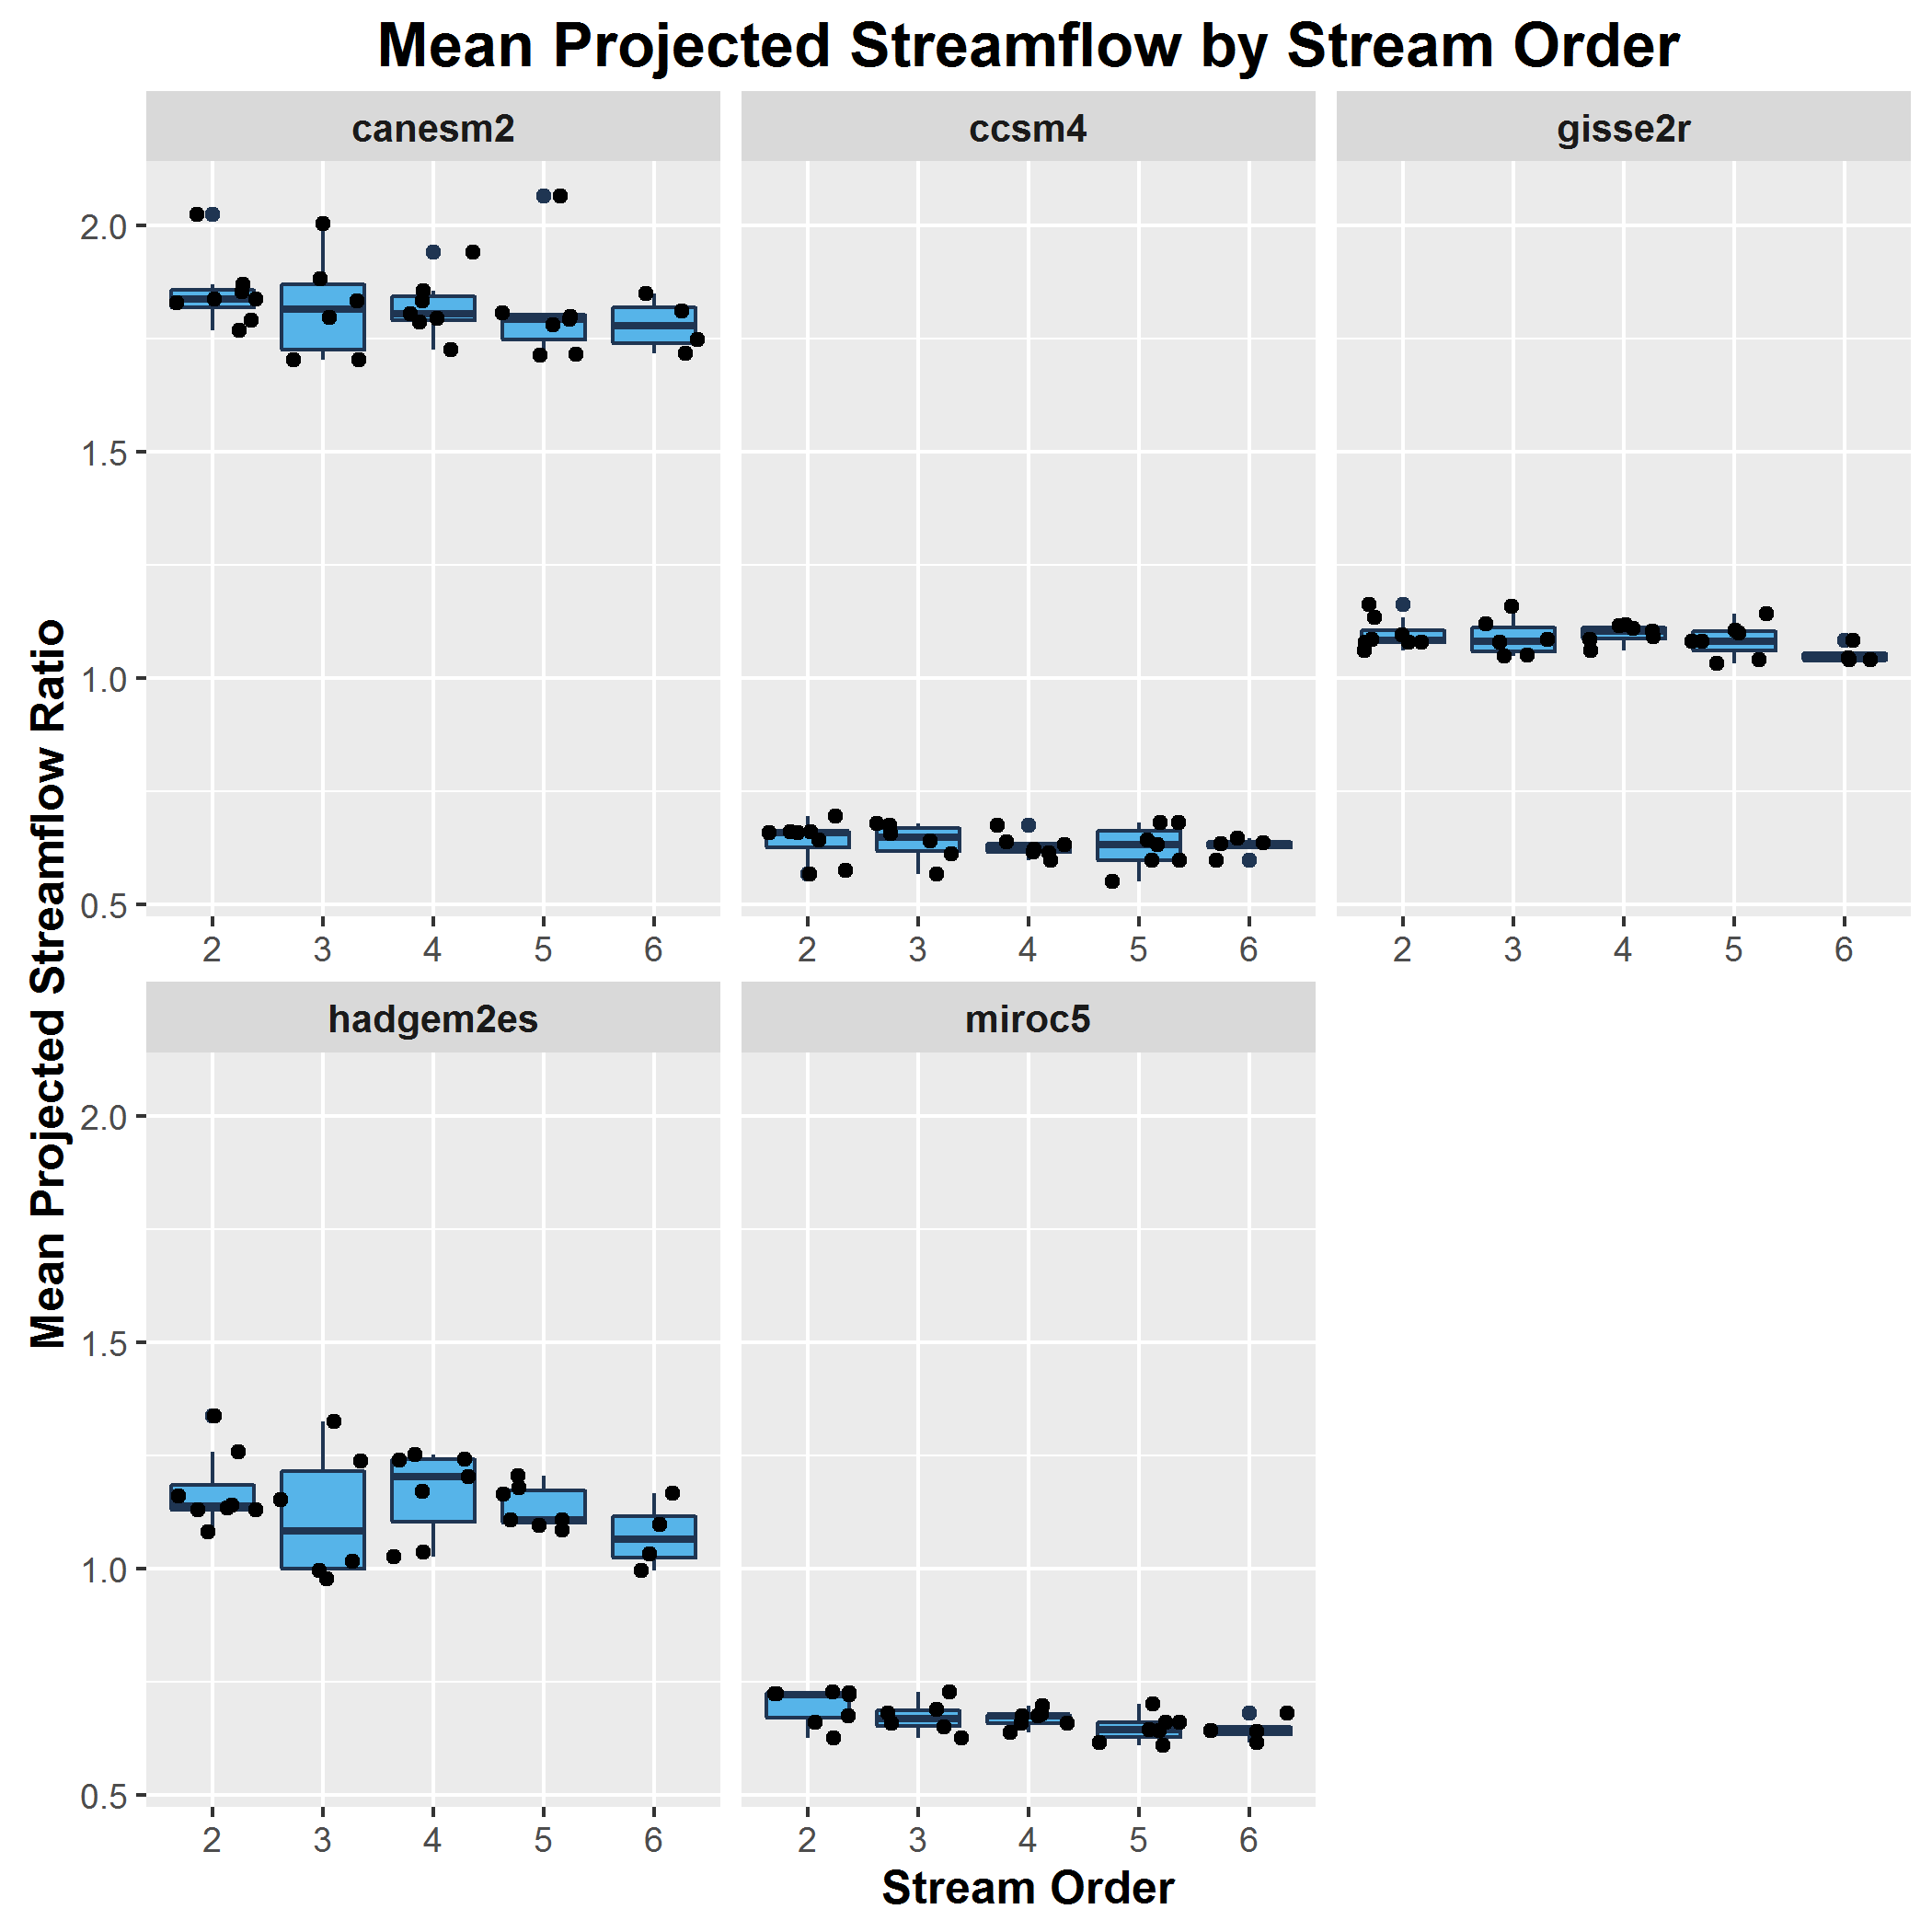 Mean Projected Streamflow by Stream Order
canesm2 ccsm4 gisse2r
Mean Projected Streamflow Ratio
2.0
1.5
1.0
0.5
2 3 4 5 6 2 3 4 5 6 2 3 4 5 6
hadgem2es miroc5
2.0
1.5
1.0
0.5
2 3 4 5 6 2 3 4 5 6
Stream Order